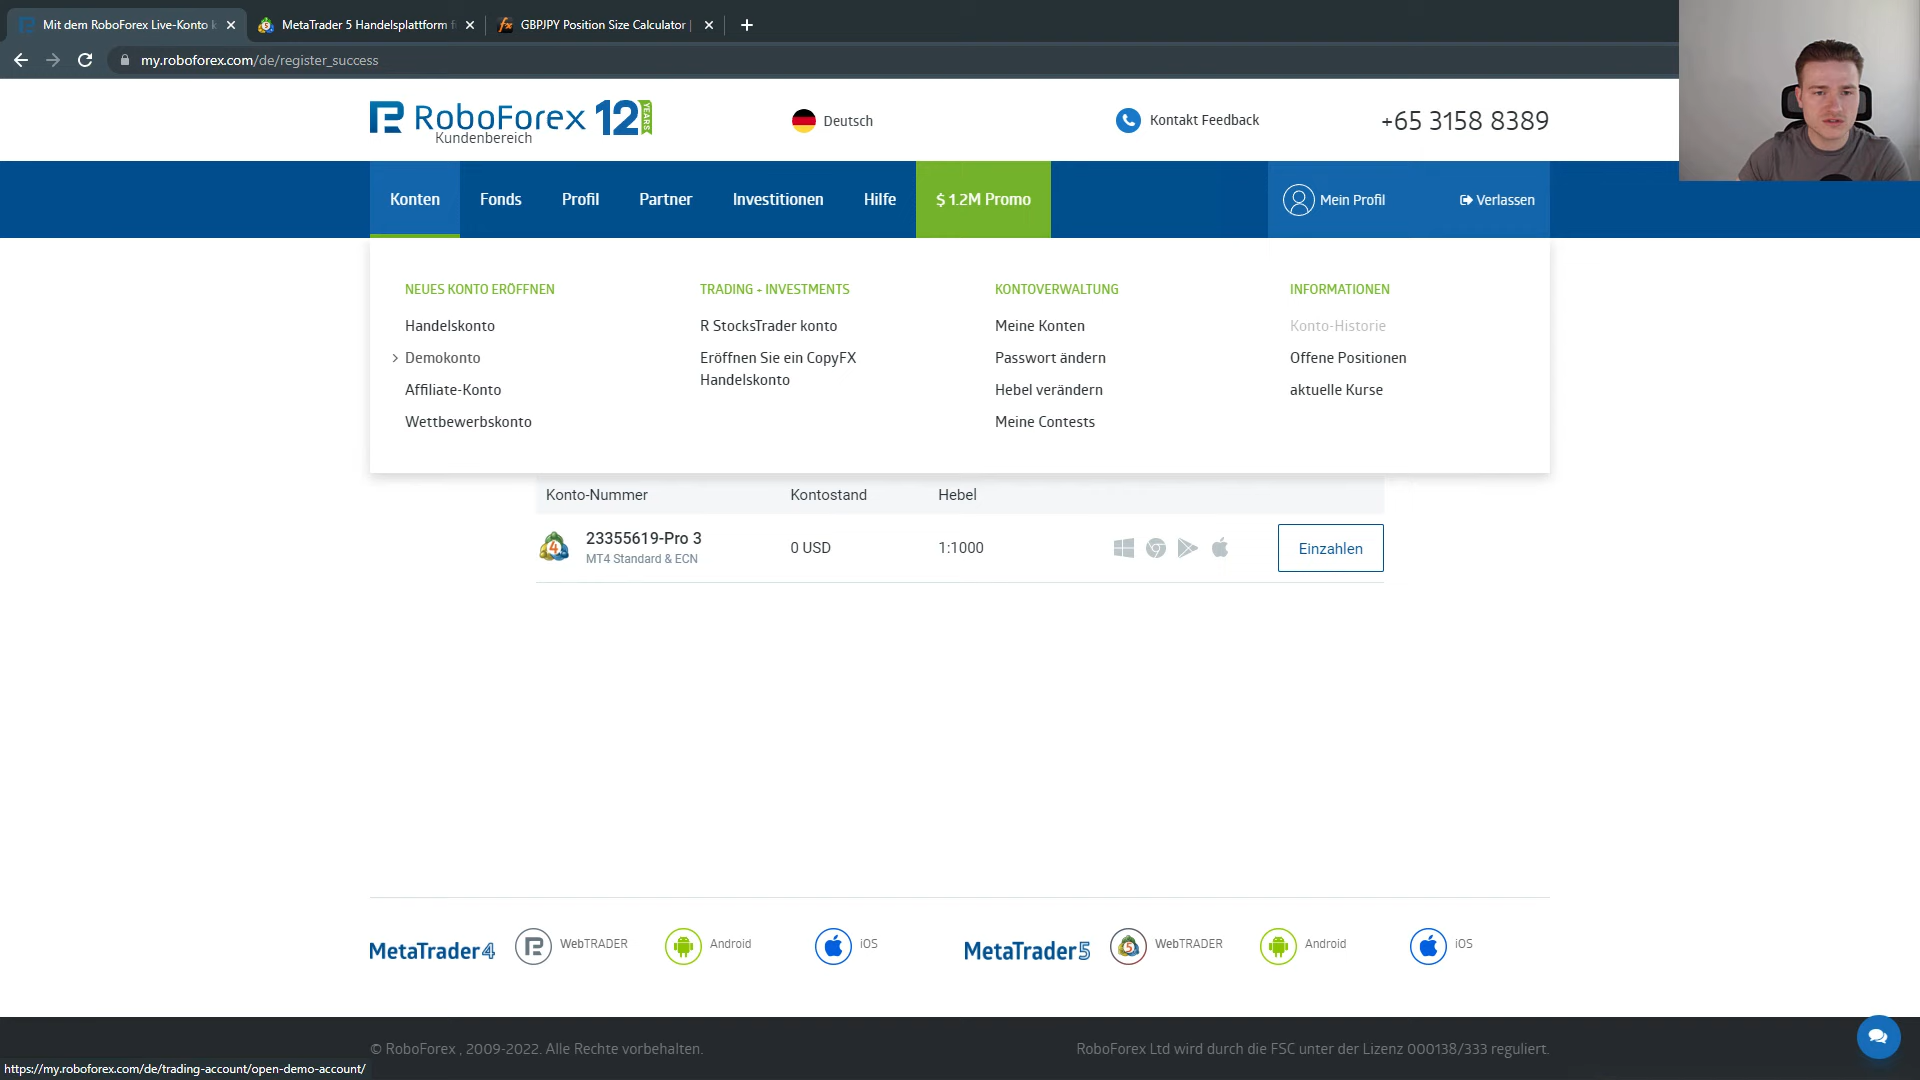 Mit dem RoboForex Live-Konto
MetaTrader 5 Handelsplattform
GBPJPY Position Size Calculator |
my.roboforex.com/de/register_success
RoboForex 12 YEARS
Kundenbereich
Deutsch
Kontakt Feedback
+65 3158 8389
Konten
Fonds
Profil
Partner
Investitionen
Hilfe
$ 1.2M Promo
Mein Profil
Verlassen
NEUES KONTO ERÖFFNEN
Handelskonto
Demokonto
Affiliate-Konto
Wettbewerbskonto
TRADING + INVESTMENTS
R StocksTrader konto
Eröffnen Sie ein CopyFX
Handelskonto
KONTOVERWALTUNG
Meine Konten
Passwort ändern
Hebel verändern
Meine Contests
INFORMATIONEN
Konto-Historie
Offene Positionen
aktuelle Kurse
Konto-Nummer
Kontostand
Hebel
4
23355619-Pro 3
MT4 Standard & ECN
0 USD
1:1000
Einzahlen
MetaTrader 4
WebTRADER
Android
iOS
MetaTrader 5
5
WebTRADER
Android
iOS
© RoboForex , 2009-2022. Alle Rechte vorbehalten.
RoboForex Ltd wird durch die FSC unter der Lizenz 000138/333 reguliert.
https://my.roboforex.com/de/trading-account/open-demo-account/